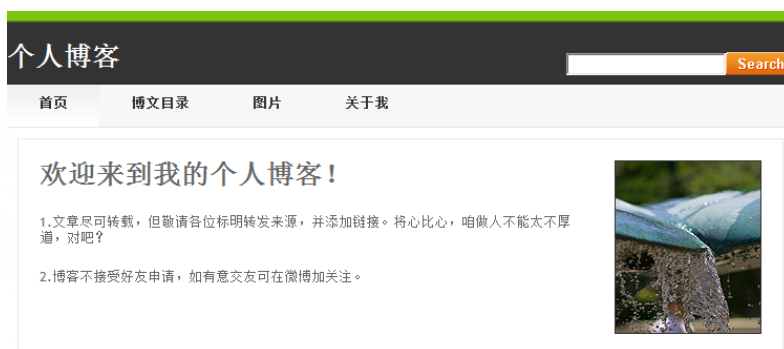 个人博客
Search
首页 博文目录 图片 关于我
欢迎来到我的个人博客！
1.文章尽可转载，但敬请各位标明转发来源，并添加链接。将心比心，咱做人不能太不厚
道，对吧？
2.博客不接受好友申请，如有意交友可在微博加关注。